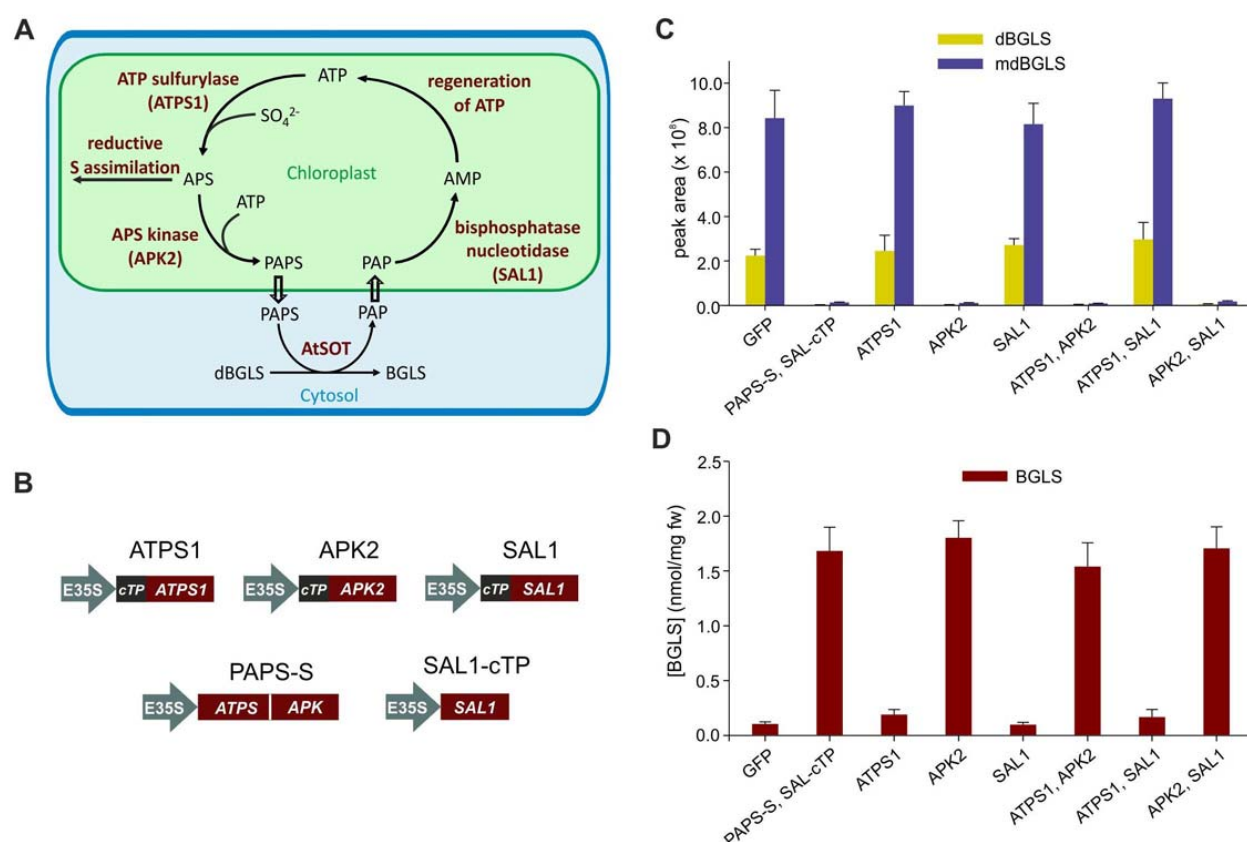 A
ATP sulfurylase
(ATPS1)
ATP
regeneration
of ATP
SO₄²⁻
reductive
S assimilation
APS
Chloroplast
AMP
ATP
APS kinase
(APK2)
bisphosphatase
nucleotidase
(SAL1)
PAPS
PAP
PAPS
PAP
AtSOT
dBGLS
BGLS
Cytosol
B
ATPS1
APK2
SAL1
E35S cTP ATPS1
E35S cTP APK2
E35S cTP SAL1
PAPS-S
SAL1-cTP
E35S ATPS APK
E35S SAL1
C
dBGLS
mdBGLS
peak area (x 10⁸)
10.0
8.0
6.0
4.0
2.0
0.0
GFP
PAPS-S, SAL-cTP
ATPS1
APK2
SAL1
ATPS1, APK2
ATPS1, SAL1
APK2, SAL1
D
BGLS
[BGLS] (nmol/mg fw)
2.5
2.0
1.5
1.0
0.5
0.0
GFP
PAPS-S, SAL-cTP
ATPS1
APK2
SAL1
ATPS1, APK2
ATPS1, SAL1
APK2, SAL1